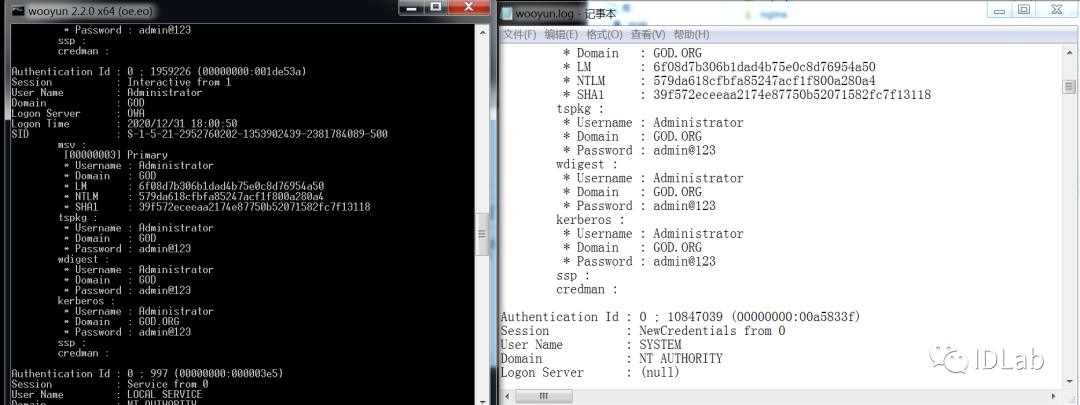 wooyun 2.2.0 x64 (oe.eo)
* Password : admin@123
ssp :
credman :
Authentication Id : 0 ; 1959226 (00000000:001de53a)
Session : Interactive from 1
User Name : Administrator
Domain : GOD
Logon Server : OWA
Logon Time : 2020/12/31 18:00:50
SID : S-1-5-21-2952760202-1353902439-2381784089-500
msv :
[00000003] Primary
* Username : Administrator
* Domain : GOD
* LM : 6f08d7b306b1dad4b75e0c8d76954a50
* NTLM : 579da618cfbfa85247acf1f800a280a4
* SHA1 : 39f572eceeaa2174e87750b52071582fc7f13118
tspkg :
* Username : Administrator
* Domain : GOD
* Password : admin@123
wdigest :
* Username : Administrator
* Domain : GOD
* Password : admin@123
kerberos :
* Username : Administrator
* Domain : GOD.ORG
* Password : admin@123
ssp :
credman :
Authentication Id : 0 ; 997 (00000000:000003e5)
Session : Service from 0
User Name : LOCAL SERVICE
Domain : NT AUTHORITY
wooyun.log - 记事本
文件(F) 编辑(E) 格式(O) 查看(V) 帮助(H)
* Domain : GOD.ORG
* LM : 6f08d7b306b1dad4b75e0c8d76954a50
* NTLM : 579da618cfbfa85247acf1f800a280a4
* SHA1 : 39f572eceeaa2174e87750b52071582fc7f13118
tspkg :
* Username : Administrator
* Domain : GOD.ORG
* Password : admin@123
wdigest :
* Username : Administrator
* Domain : GOD.ORG
* Password : admin@123
kerberos :
* Username : Administrator
* Domain : GOD.ORG
* Password : admin@123
ssp :
credman :
Authentication Id : 0 ; 10847039 (00000000:00a5833f)
Session : NewCredentials from 0
User Name : SYSTEM
Domain : NT AUTHORITY
Logon Server : (null)
IDLab